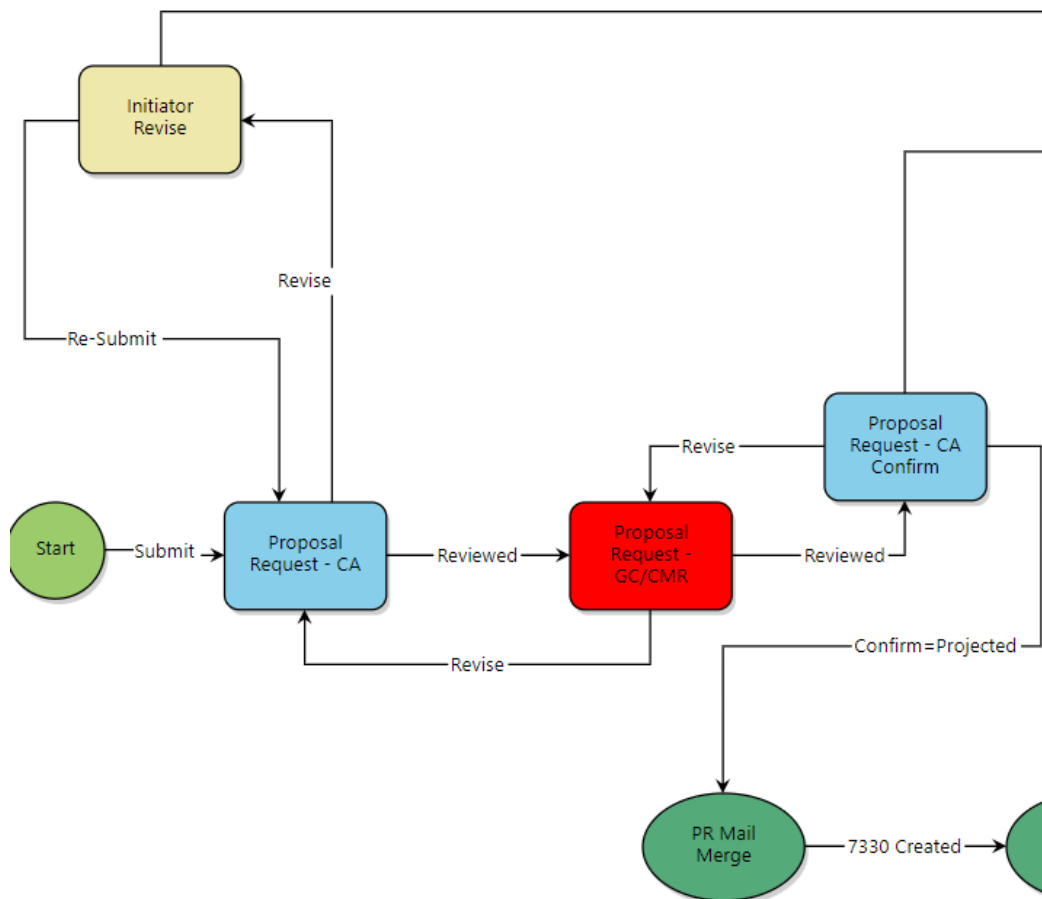 Initiator
Revise
Revise
Re-Submit
Proposal
Request - CA
Confirm
Revise
Start
Submit
Proposal
Request - CA
Reviewed
Proposal
Request -
GC/CMR
Reviewed
Confirm=Projected
Revise
PR Mail
Merge
7330 Created